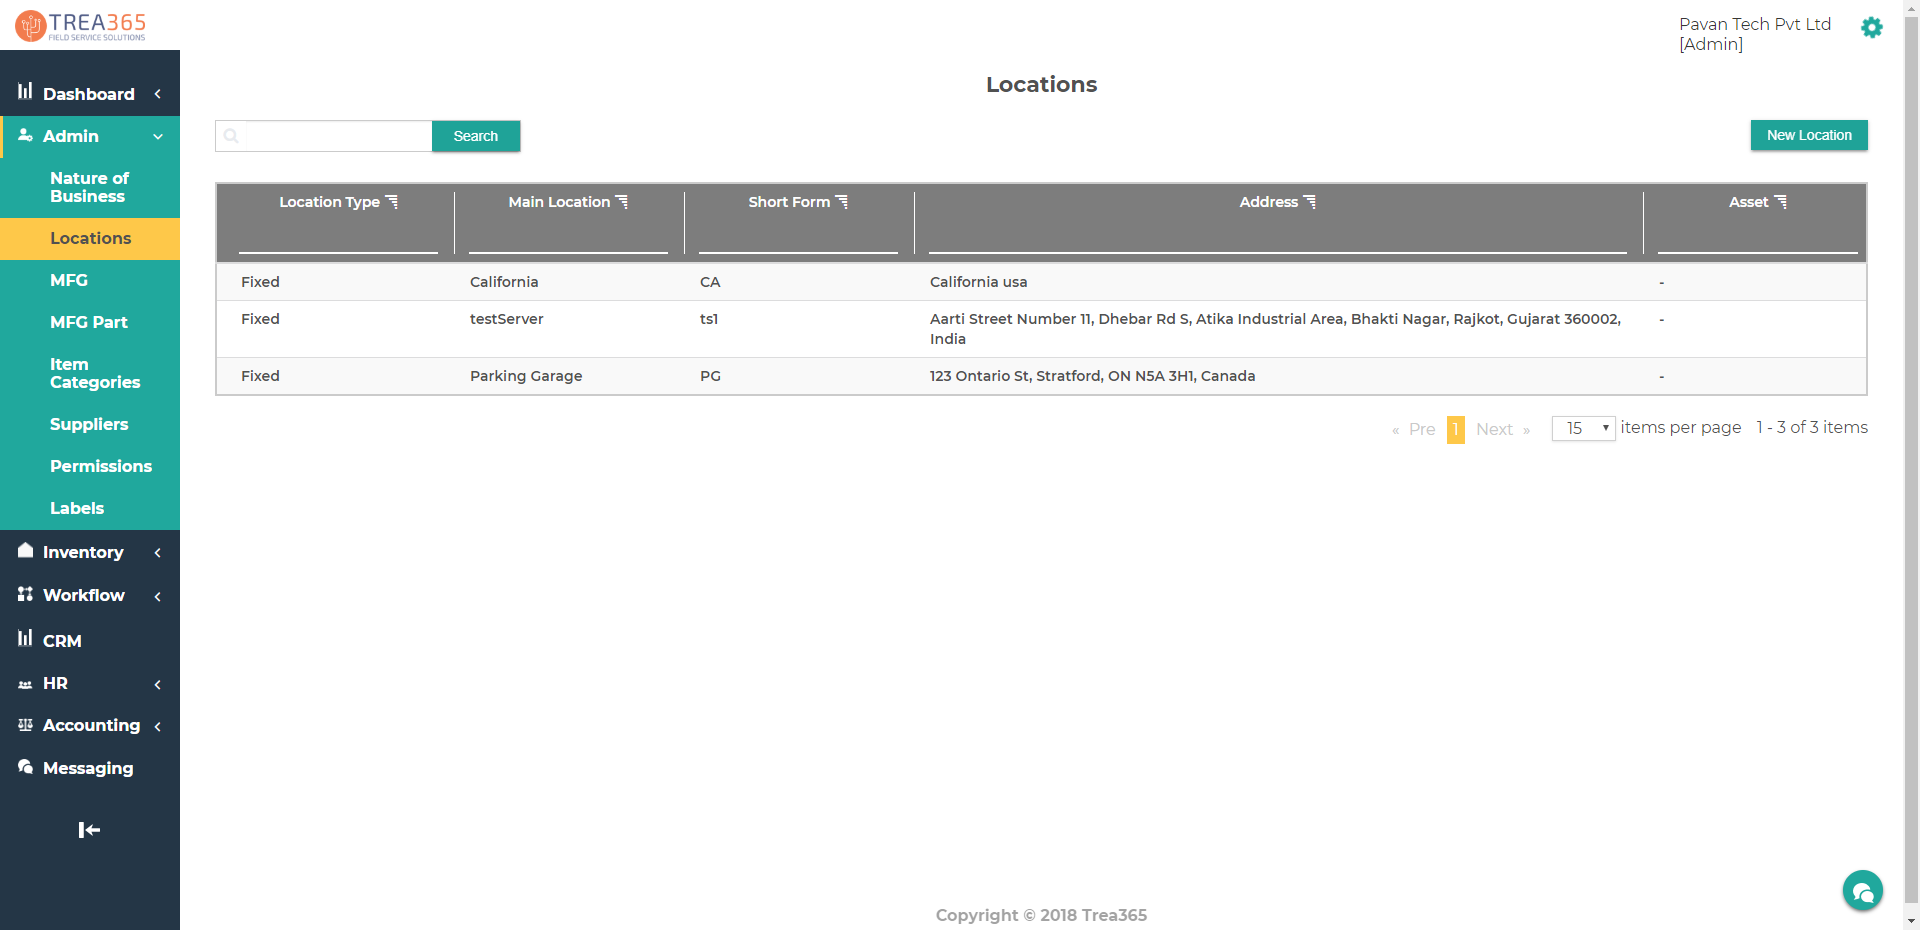 TREA365
FIELD SERVICE SOLUTIONS
Pavan Tech Pvt Ltd
[Admin]
Dashboard
Admin
Nature of
Business
Locations
MFG
MFG Part
Item
Categories
Suppliers
Permissions
Labels
Inventory
Workflow
CRM
HR
Accounting
Messaging
Locations
Search
New Location
Location Type Main Location Short Form Address Asset
Fixed California CA California usa -
Fixed testServer ts1 Aarti Street Number 11, Dhebar Rd S, Atika Industrial Area, Bhakti Nagar, Rajkot, Gujarat 360002, -
India
Fixed Parking Garage PG 123 Ontario St, Stratford, ON N5A 3H1, Canada -
« Pre 1 Next » 15 items per page 1 - 3 of 3 items
Copyright © 2018 Trea365